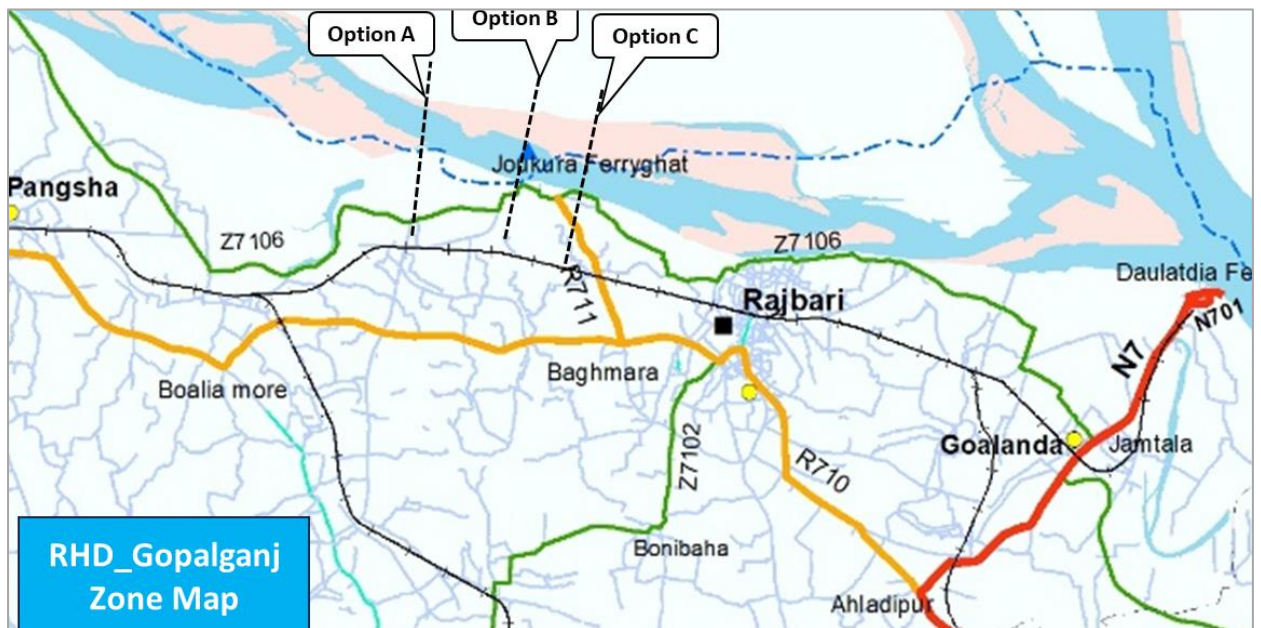 Option A
Option B
Option C
Joukura Ferryghat
Pangsha
Z7106
Z7106
Daulatdia Fe
Rajbari
R711
N701
N7
Baghmara
Boalia more
Z7102
R710
Goalanda
Jamtala
Bonibaha
Ahladipur
RHD_Gopalganj
Zone Map